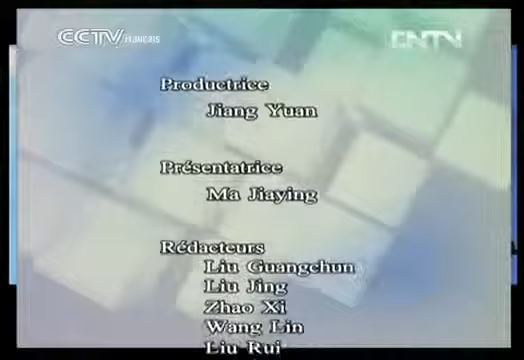 CCTV FRANÇAIS
CNTV
Productrice
Jiang Yuan
Présentatrice
Ma Jiaying
Rédacteurs
Liu Guangchun
Liu Jing
Zhao Xi
Wang Lin
Liu Rui